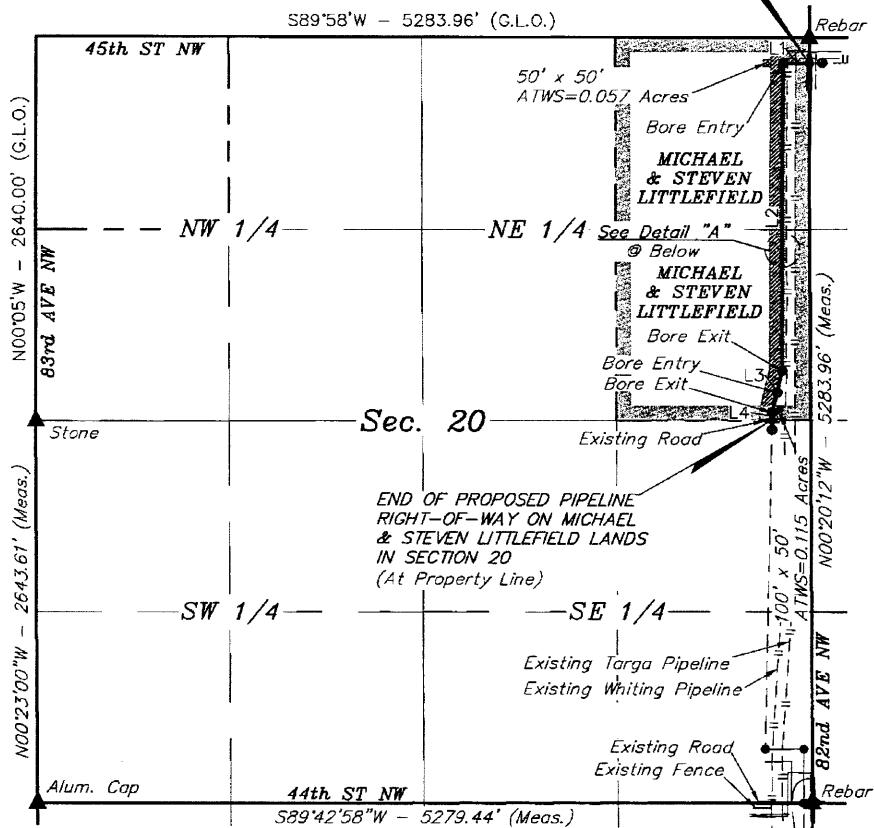 S89°58'W - 5283.96' (G.L.O.)
Rebar
45th ST NW
L1
50' x 50'
ATWS=0.057 Acres
Bore Entry
MICHAEL
& STEVEN
LITTLEFIELD
N00°05'W - 2640.00' (G.L.O.)
83rd AVE NW
L2
NW 1/4
NE 1/4
See Detail "A"
@ Below
MICHAEL
& STEVEN
LITTLEFIELD
Bore Exit
Bore Entry
L3
Bore Exit
L4
Stone
Sec. 20
Existing Road
N00°20'12"W - 5283.96' (Meas.)
END OF PROPOSED PIPELINE
RIGHT-OF-WAY ON MICHAEL
& STEVEN LITTLEFIELD LANDS
IN SECTION 20
(At Property Line)
100' x 50'
ATWS=0.115 Acres
N00°23'00"W - 2643.61' (Meas.)
SW 1/4
SE 1/4
Existing Targa Pipeline
Existing Whiting Pipeline
82nd AVE NW
Existing Road
Existing Fence
Alum. Cap
44th ST NW
Rebar
S89°42'58"W - 5279.44' (Meas.)